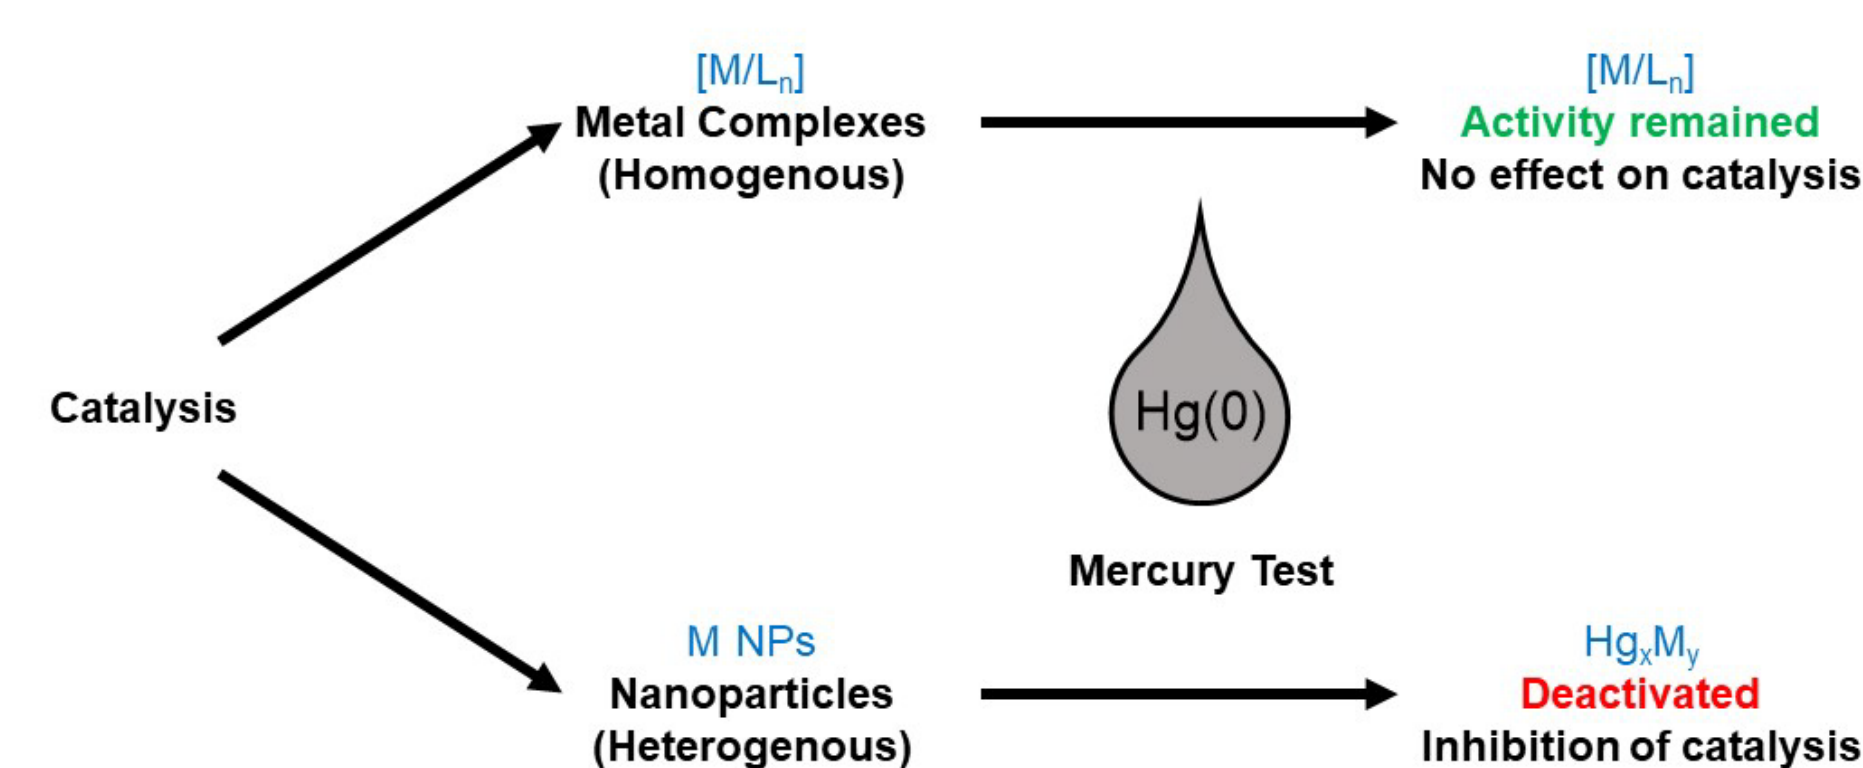 [M/Lₙ]
Metal Complexes
(Homogenous)
[M/Lₙ]
Activity remained
No effect on catalysis
Catalysis
Hg(0)
Mercury Test
M NPs
Nanoparticles
(Heterogenous)
HgₓMᵧ
Deactivated
Inhibition of catalysis